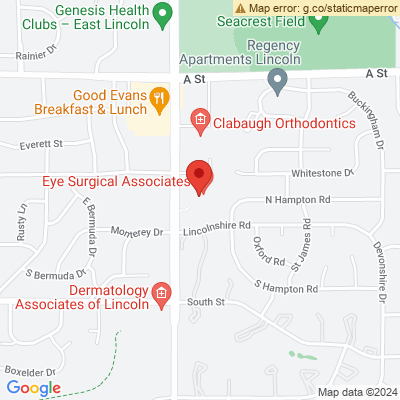 Map error: g.co/staticmaperror
Genesis Health
Clubs – East Lincoln
Seacrest Field
Rainier Dr
Regency
Apartments Lincoln
A St
A St
Good Evans
Breakfast & Lunch
Buckingham Dr
Clabaugh Orthodontics
Everett St
Whitestone Dr
Eye Surgical Associates
Rusty Ln
E Bermuda Dr
N Hampton Rd
Monterey Dr
Lincolnshire Rd
Oxford Rd
St James Rd
Devonshire Dr
S Bermuda Dr
S Hampton Rd
Dermatology
Associates of Lincoln
South St
Boxelder Dr
Google
Map data ©2024